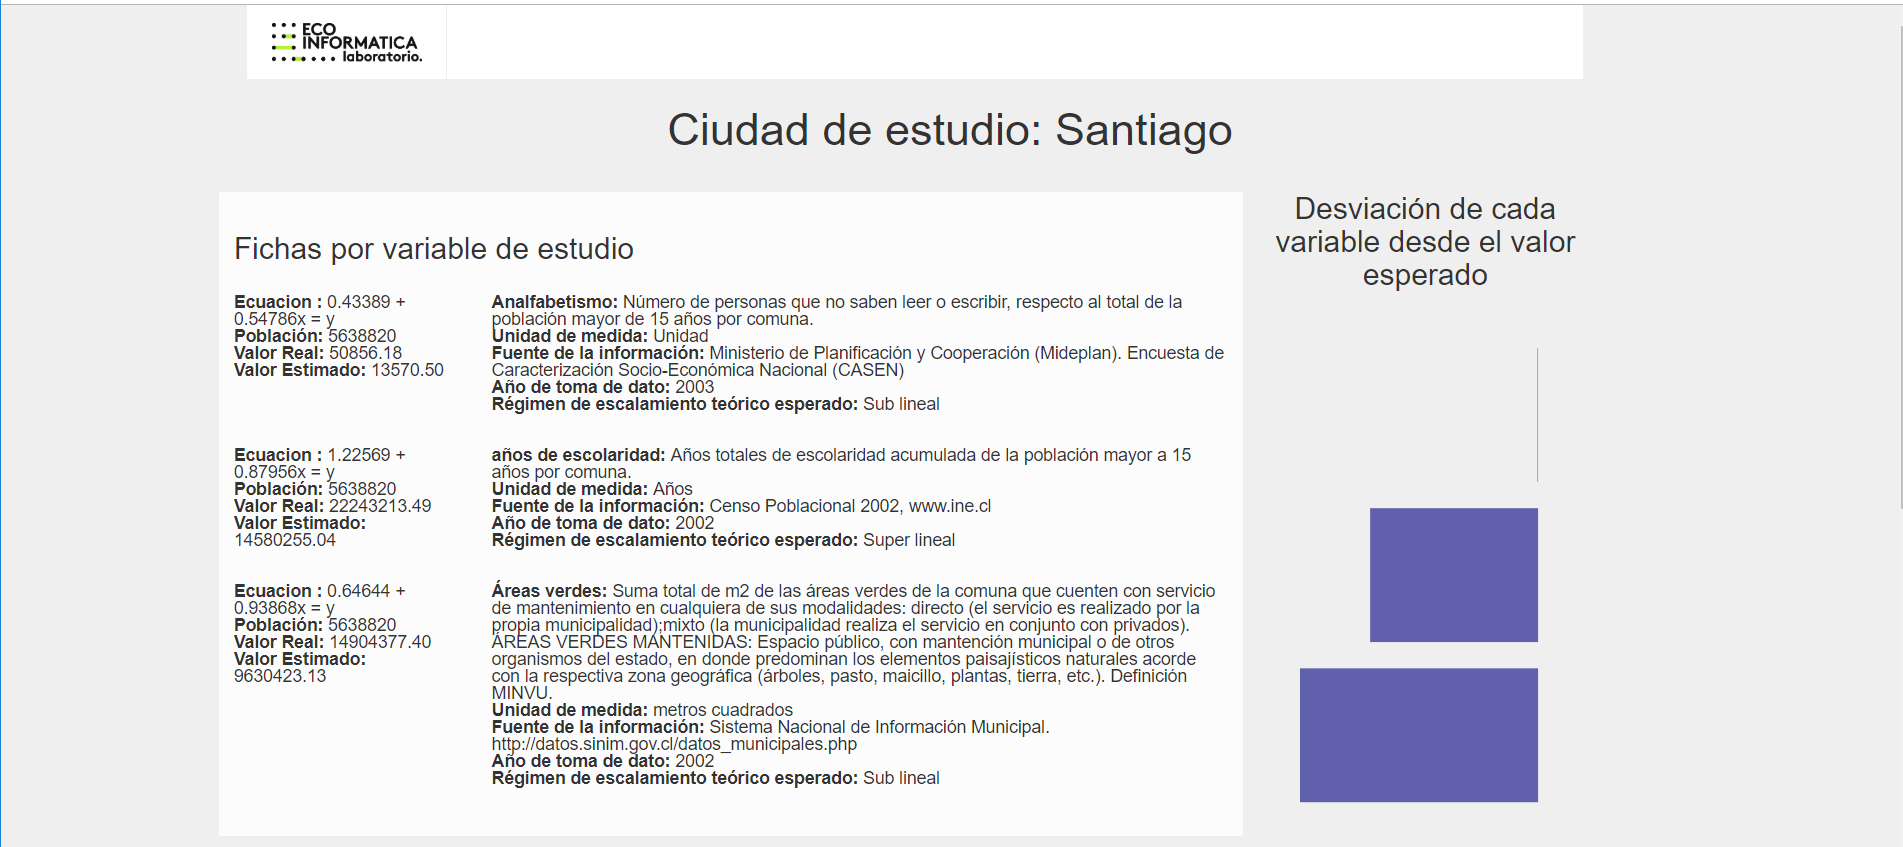 ECO
INFORMATICA
laboratorio.
Ciudad de estudio: Santiago
Fichas por variable de estudio
Ecuacion : 0.43389 +
0.54786x = y
Población: 5638820
Valor Real: 50856.18
Valor Estimado: 13570.50
Analfabetismo: Número de personas que no saben leer o escribir, respecto al total de la
población mayor de 15 años por comuna.
Unidad de medida: Unidad
Fuente de la información: Ministerio de Planificación y Cooperación (Mideplan). Encuesta de
Caracterización Socio-Económica Nacional (CASEN)
Año de toma de dato: 2003
Régimen de escalamiento teórico esperado: Sub lineal
Ecuacion : 1.22569 +
0.87956x = y
Población: 5638820
Valor Real: 22243213.49
Valor Estimado:
14580255.04
años de escolaridad: Años totales de escolaridad acumulada de la población mayor a 15
años por comuna.
Unidad de medida: Años
Fuente de la información: Censo Poblacional 2002, www.ine.cl
Año de toma de dato: 2002
Régimen de escalamiento teórico esperado: Super lineal
Ecuacion : 0.64644 +
0.93868x = y
Población: 5638820
Valor Real: 14904377.40
Valor Estimado:
9630423.13
Áreas verdes: Suma total de m2 de las áreas verdes de la comuna que cuenten con servicio
de mantenimiento en cualquiera de sus modalidades: directo (el servicio es realizado por la
propia municipalidad);mixto (la municipalidad realiza el servicio en conjunto con privados).
ÁREAS VERDES MANTENIDAS: Espacio público, con mantención municipal o de otros
organismos del estado, en donde predominan los elementos paisajísticos naturales acorde
con la respectiva zona geográfica (árboles, pasto, maicillo, plantas, tierra, etc.). Definición
MINVU.
Unidad de medida: metros cuadrados
Fuente de la información: Sistema Nacional de Información Municipal.
http://datos.sinim.gov.cl/datos_municipales.php
Año de toma de dato: 2002
Régimen de escalamiento teórico esperado: Sub lineal
Desviación de cada
variable desde el valor
esperado